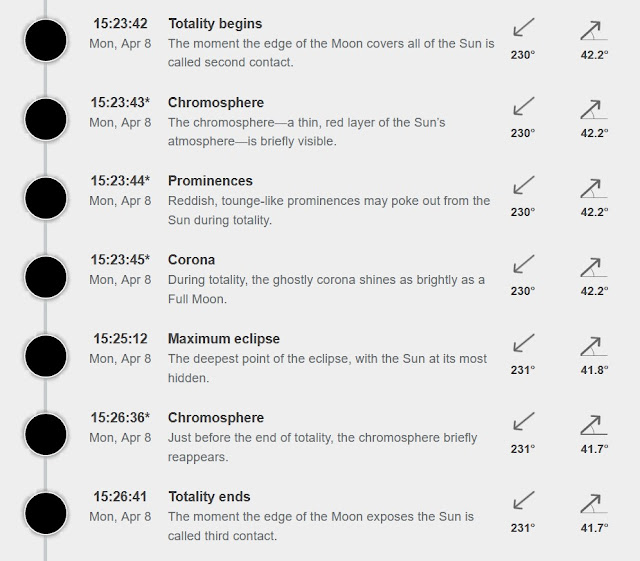 15:23:42 Totality begins
Mon, Apr 8 The moment the edge of the Moon covers all of the Sun is
called second contact.
230° 42.2°
15:23:43* Chromosphere
Mon, Apr 8 The chromosphere—a thin, red layer of the Sun's
atmosphere—is briefly visible.
230° 42.2°
15:23:44* Prominences
Mon, Apr 8 Reddish, tounge-like prominences may poke out from the
Sun during totality.
230° 42.2°
15:23:45* Corona
Mon, Apr 8 During totality, the ghostly corona shines as brightly as a
Full Moon.
230° 42.2°
15:25:12 Maximum eclipse
Mon, Apr 8 The deepest point of the eclipse, with the Sun at its most
hidden.
231° 41.8°
15:26:36* Chromosphere
Mon, Apr 8 Just before the end of totality, the chromosphere briefly
reappears.
231° 41.7°
15:26:41 Totality ends
Mon, Apr 8 The moment the edge of the Moon exposes the Sun is
called third contact.
231° 41.7°